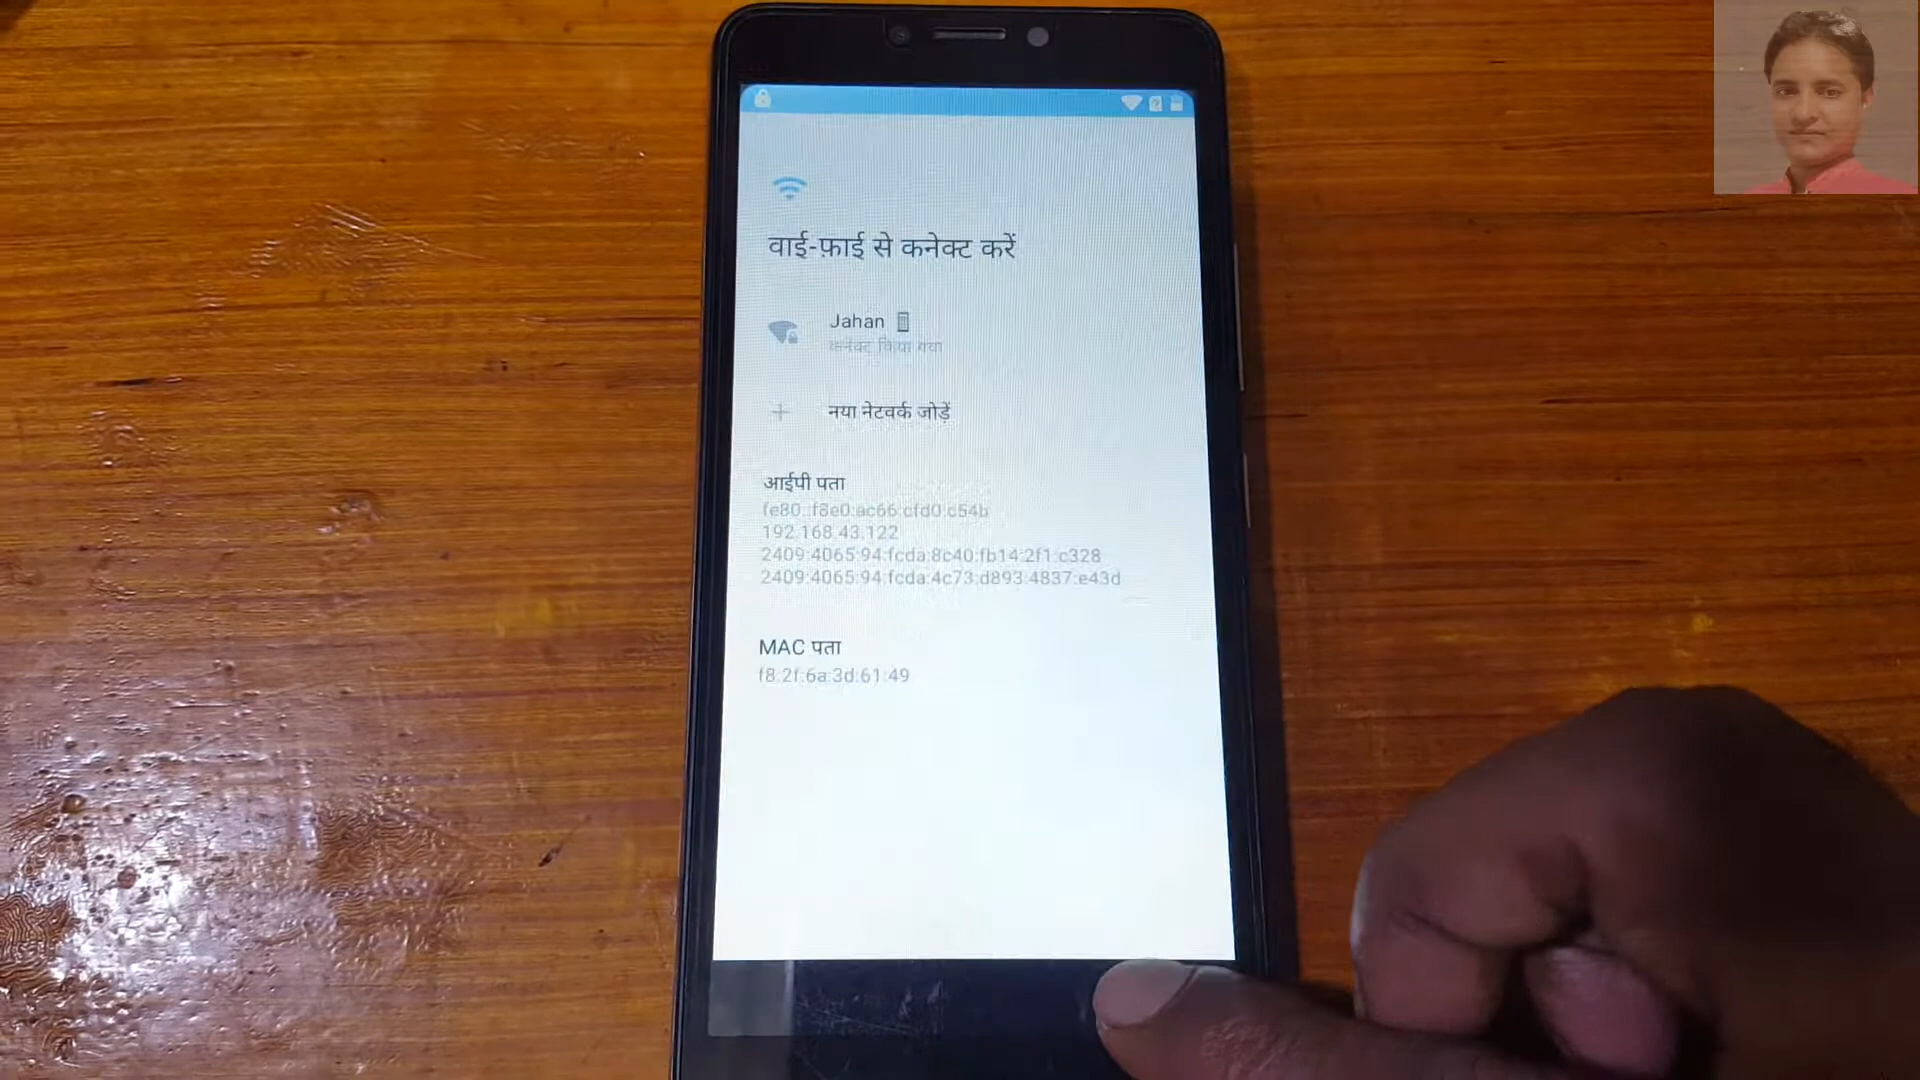 वाई-फ़ाई से कनेक्ट करें
Jahan
कनेक्ट किया गया
नया नेटवर्क जोड़ें
आईपी पता
fe80::f8e0:ac66:cfd0:c54b
192.168.43.122
2409:4065:94:fcda:8c40:fb14:2f1:c328
2409:4065:94:fcda:4c73:d893:4837:e43d
MAC पता
f8:2f:6a:3d:61:49